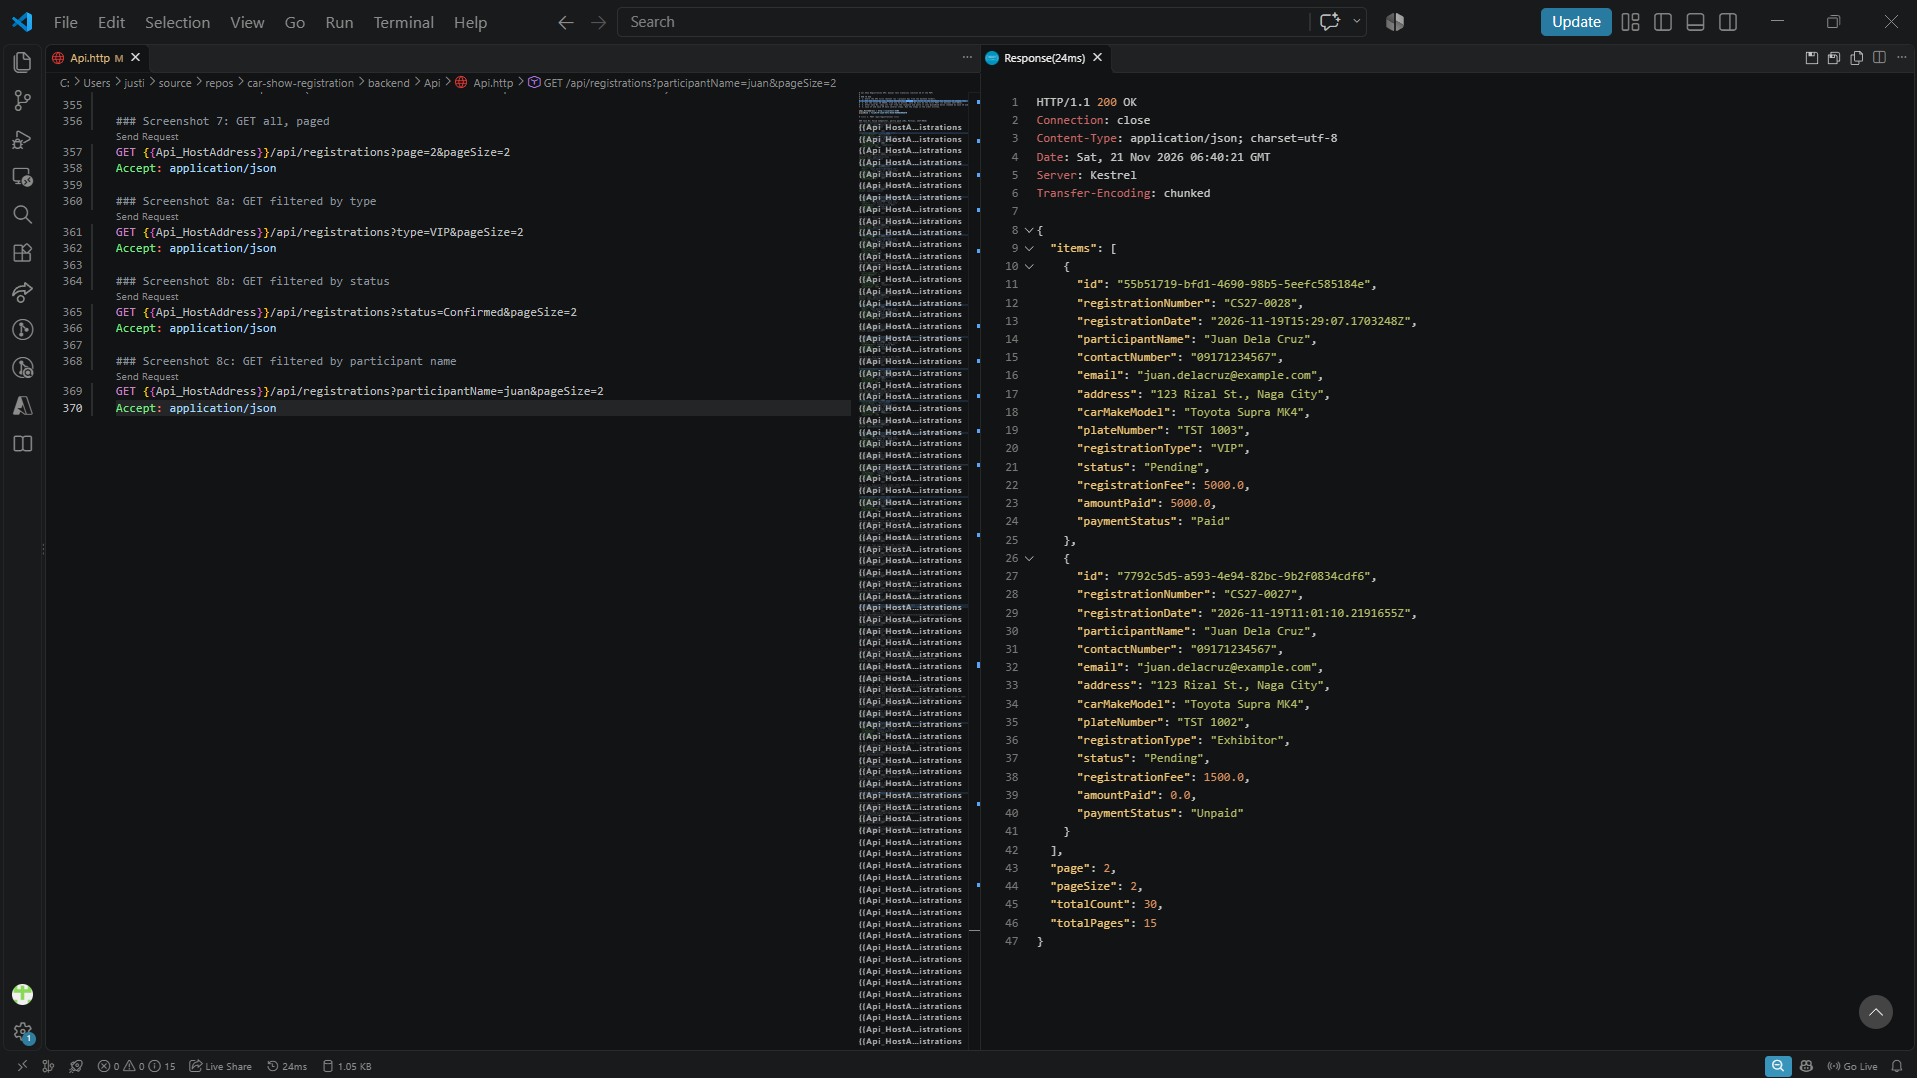 File Edit Selection View Go Run Terminal Help
Search
Update
Api.http M
Response(24ms)
C: > Users > justi > source > repos > car-show-registration > backend > Api > Api.http > GET /api/registrations?participantName=juan&pageSize=2
355
356 ### Screenshot 7: GET all, paged
Send Request
357 GET {{Api_HostAddress}}/api/registrations?page=2&pageSize=2
358 Accept: application/json
359
360 ### Screenshot 8a: GET filtered by type
Send Request
361 GET {{Api_HostAddress}}/api/registrations?type=VIP&pageSize=2
362 Accept: application/json
363
364 ### Screenshot 8b: GET filtered by status
Send Request
365 GET {{Api_HostAddress}}/api/registrations?status=Confirmed&pageSize=2
366 Accept: application/json
367
368 ### Screenshot 8c: GET filtered by participant name
Send Request
369 GET {{Api_HostAddress}}/api/registrations?participantName=juan&pageSize=2
370 Accept: application/json
1 HTTP/1.1 200 OK
2 Connection: close
3 Content-Type: application/json; charset=utf-8
4 Date: Sat, 21 Nov 2026 06:40:21 GMT
5 Server: Kestrel
6 Transfer-Encoding: chunked
7
8 {
9 "items": [
10 {
11 "id": "55b51719-bfd1-4690-98b5-5eefc585184e",
12 "registrationNumber": "CS27-0028",
13 "registrationDate": "2026-11-19T15:29:07.1703248Z",
14 "participantName": "Juan Dela Cruz",
15 "contactNumber": "09171234567",
16 "email": "juan.delacruz@example.com",
17 "address": "123 Rizal St., Naga City",
18 "carMakeModel": "Toyota Supra MK4",
19 "plateNumber": "TST 1003",
20 "registrationType": "VIP",
21 "status": "Pending",
22 "registrationFee": 5000.0,
23 "amountPaid": 5000.0,
24 "paymentStatus": "Paid"
25 },
26 {
27 "id": "7792c5d5-a593-4e94-82bc-9b2f0834cdf6",
28 "registrationNumber": "CS27-0027",
29 "registrationDate": "2026-11-19T11:01:10.2191655Z",
30 "participantName": "Juan Dela Cruz",
31 "contactNumber": "09171234567",
32 "email": "juan.delacruz@example.com",
33 "address": "123 Rizal St., Naga City",
34 "carMakeModel": "Toyota Supra MK4",
35 "plateNumber": "TST 1002",
36 "registrationType": "Exhibitor",
37 "status": "Pending",
38 "registrationFee": 1500.0,
39 "amountPaid": 0.0,
40 "paymentStatus": "Unpaid"
41 }
42 ],
43 "page": 2,
44 "pageSize": 2,
45 "totalCount": 30,
46 "totalPages": 15
47 }
1
0 0 15 Live Share 24ms 1.05 KB
Go Live